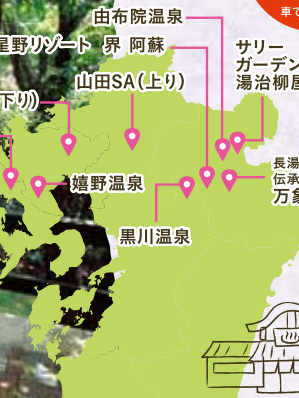 車で
由布院温泉
星野リゾート 界 阿蘇
サリー
ガーデン
湯治柳屋
山田SA(上り)
下り)
長湯
伝承
万象
嬉野温泉
黒川温泉